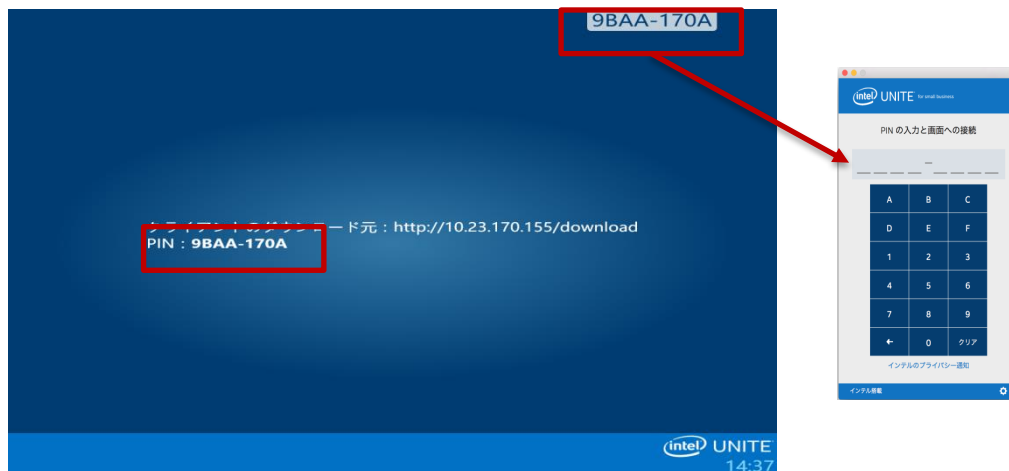 9BAA-170A
クライアントのダウンロード元：http://10.23.170.155/download
PIN：9BAA-170A
intel UNITE
14:37
intel UNITE for small business
PIN の入力と画面への接続
A B C
D E F
1 2 3
4 5 6
7 8 9
← 0 クリア
インテルのプライバシー通知
インテル搭載